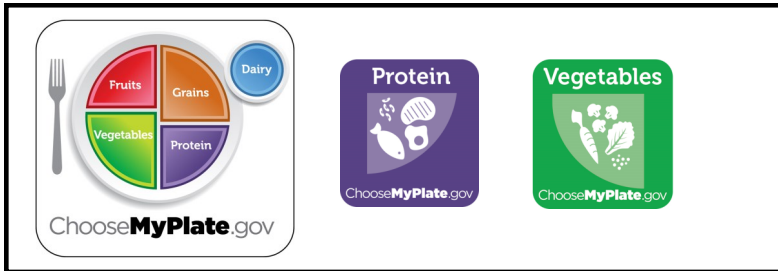 Fruits
Grains
Dairy
Vegetables
Protein
ChooseMyPlate.gov
Protein
ChooseMyPlate.gov
Vegetables
ChooseMyPlate.gov